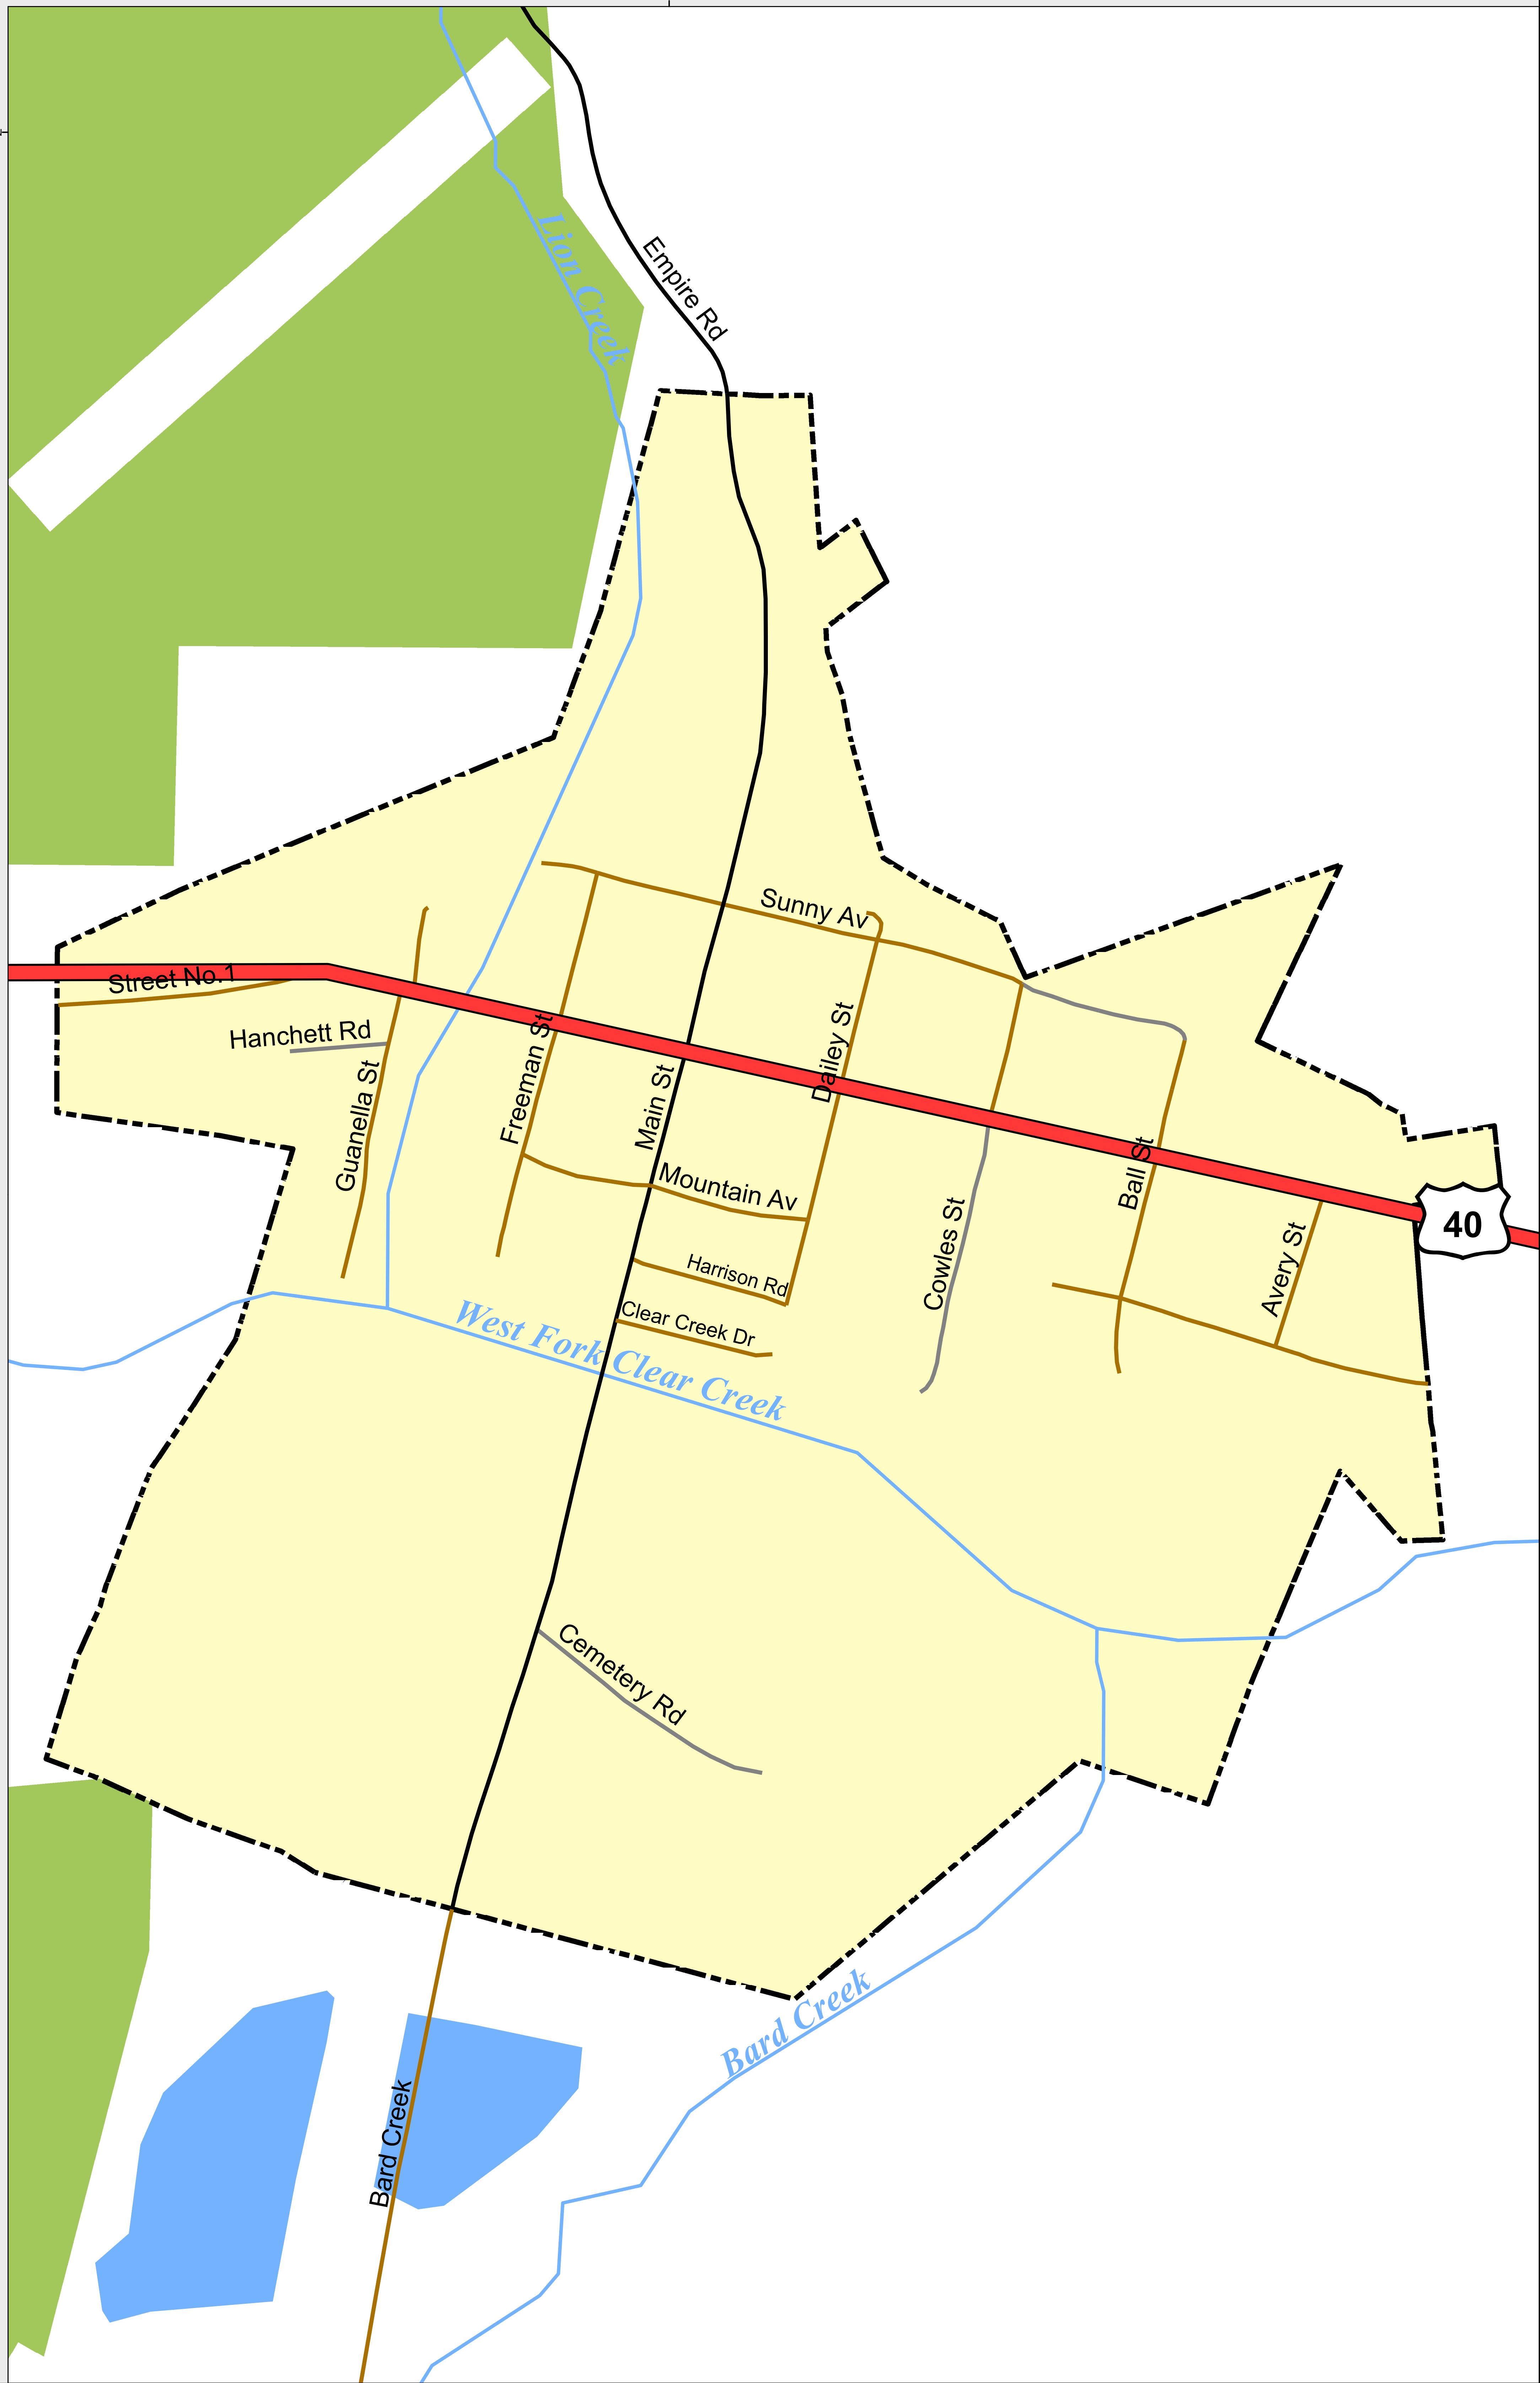 Lion Creek
Empire Rd
Sunny Av
Street No.1
Hanchett Rd
Guanella St
Freeman St
Main St
Dailey St
Mountain Av
Ball St
Cowles St
Avery St
40
Harrison Rd
Clear Creek Dr
West Fork Clear Creek
Cemetery Rd
Bard Creek
Bard Creek